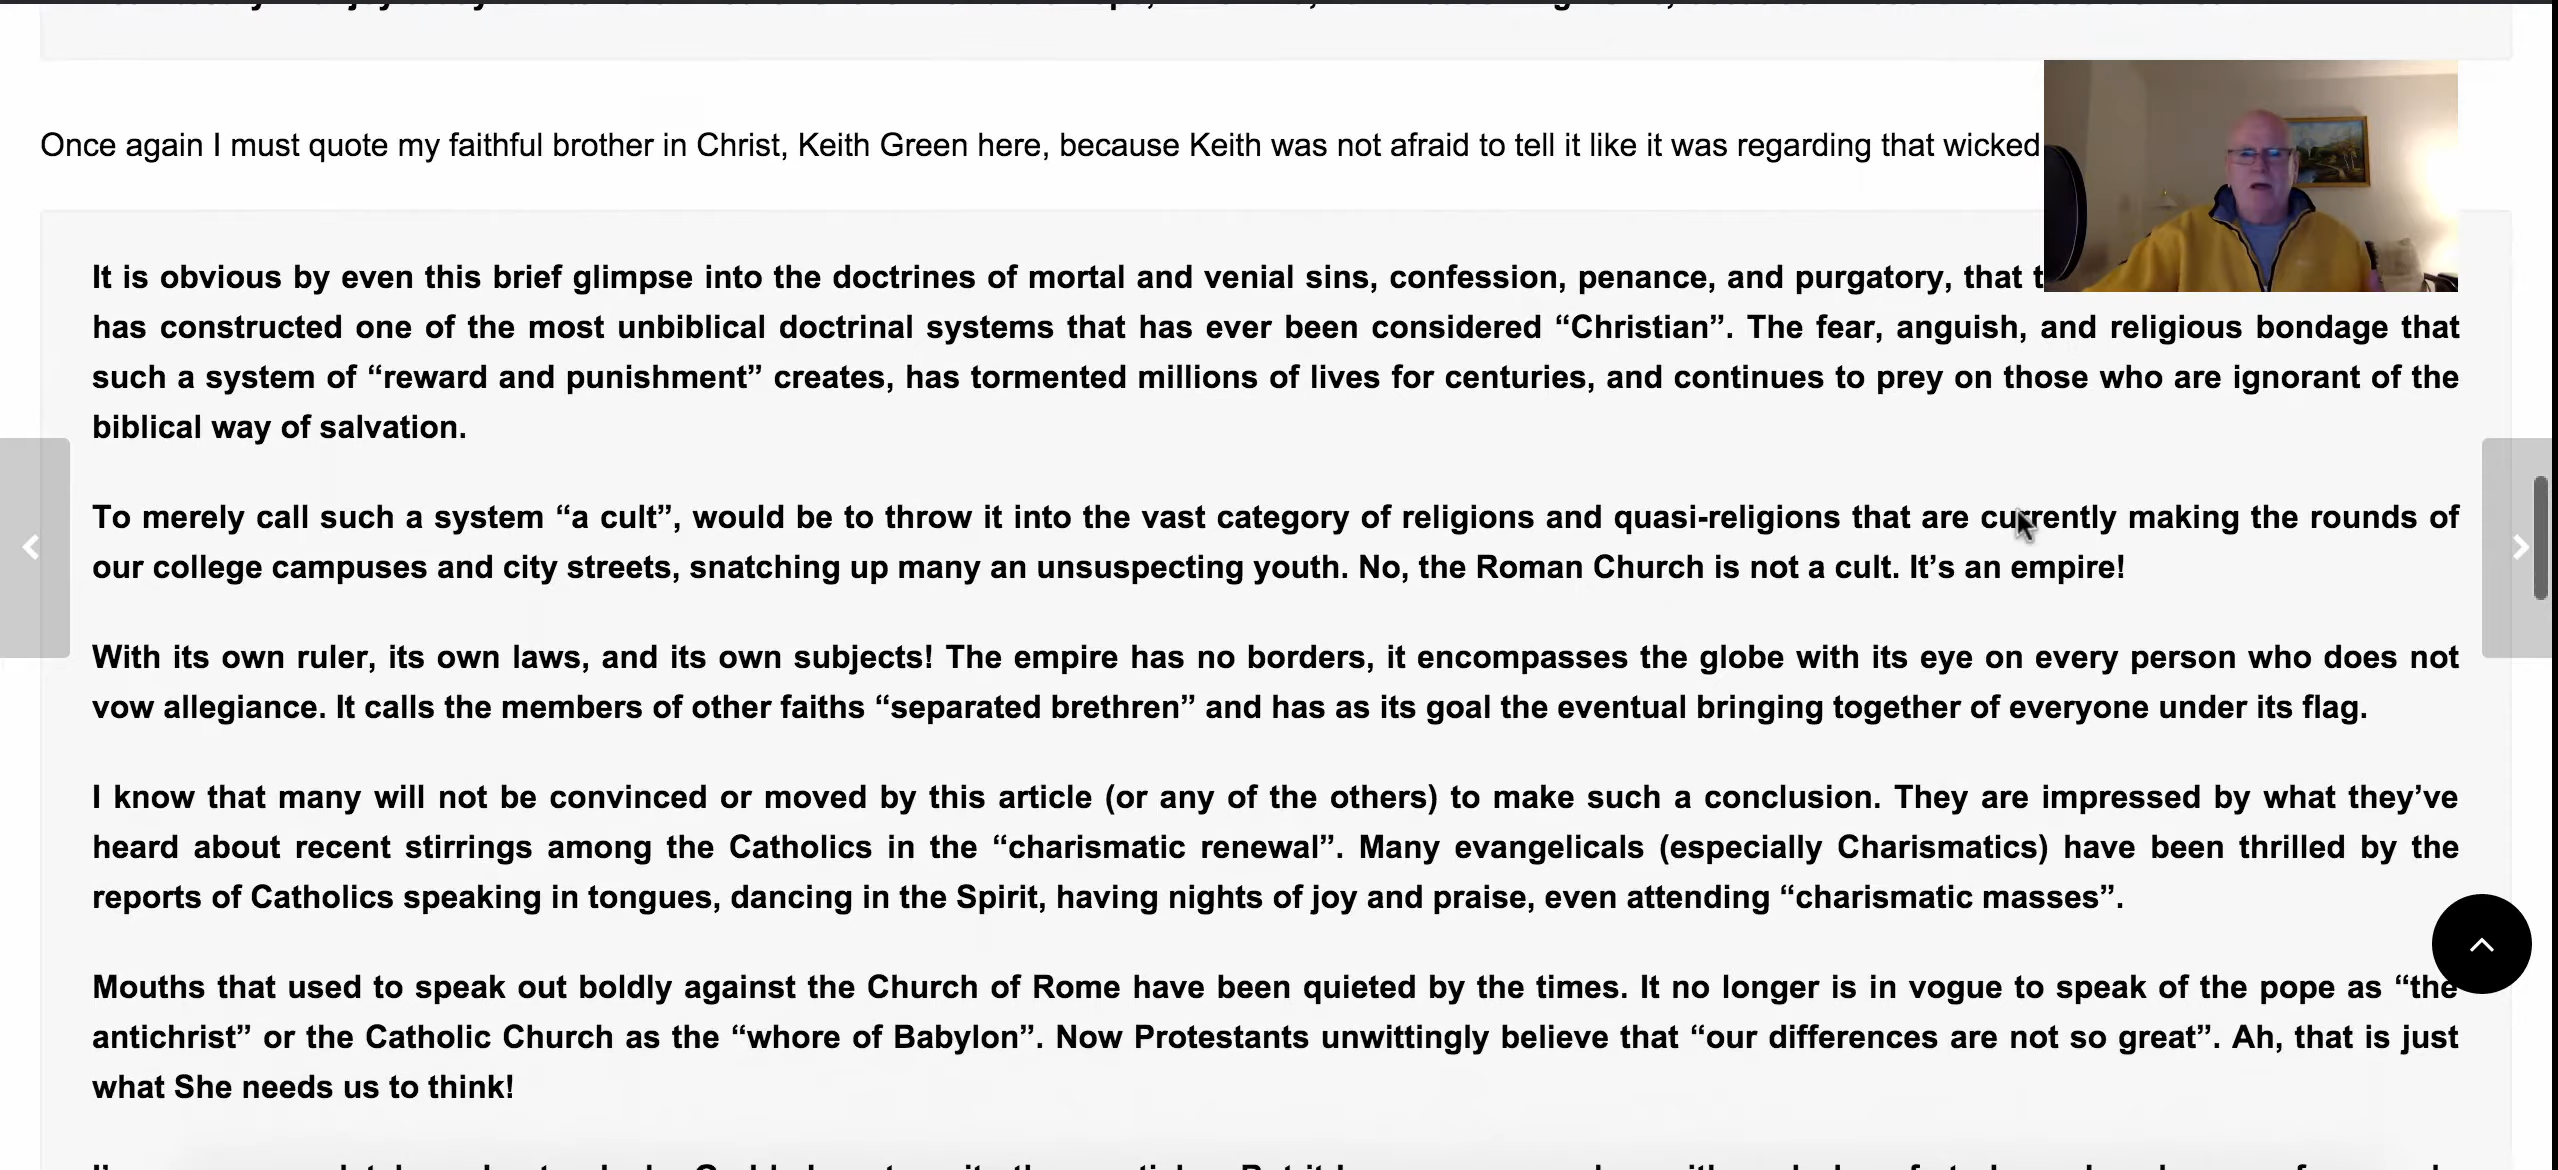 Once again I must quote my faithful brother in Christ, Keith Green here, because Keith was not afraid to tell it like it was regarding that wicked
It is obvious by even this brief glimpse into the doctrines of mortal and venial sins, confession, penance, and purgatory, that
has constructed one of the most unbiblical doctrinal systems that has ever been considered “Christian”. The fear, anguish, and religious bondage that
such a system of “reward and punishment” creates, has tormented millions of lives for centuries, and continues to prey on those who are ignorant of the
biblical way of salvation.
To merely call such a system “a cult”, would be to throw it into the vast category of religions and quasi-religions that are currently making the rounds of
our college campuses and city streets, snatching up many an unsuspecting youth. No, the Roman Church is not a cult. It’s an empire!
With its own ruler, its own laws, and its own subjects! The empire has no borders, it encompasses the globe with its eye on every person who does not
vow allegiance. It calls the members of other faiths “separated brethren” and has as its goal the eventual bringing together of everyone under its flag.
I know that many will not be convinced or moved by this article (or any of the others) to make such a conclusion. They are impressed by what they’ve
heard about recent stirrings among the Catholics in the “charismatic renewal”. Many evangelicals (especially Charismatics) have been thrilled by the
reports of Catholics speaking in tongues, dancing in the Spirit, having nights of joy and praise, even attending “charismatic masses”.
Mouths that used to speak out boldly against the Church of Rome have been quieted by the times. It no longer is in vogue to speak of the pope as “the
antichrist” or the Catholic Church as the “whore of Babylon”. Now Protestants unwittingly believe that “our differences are not so great”. Ah, that is just
what She needs us to think!